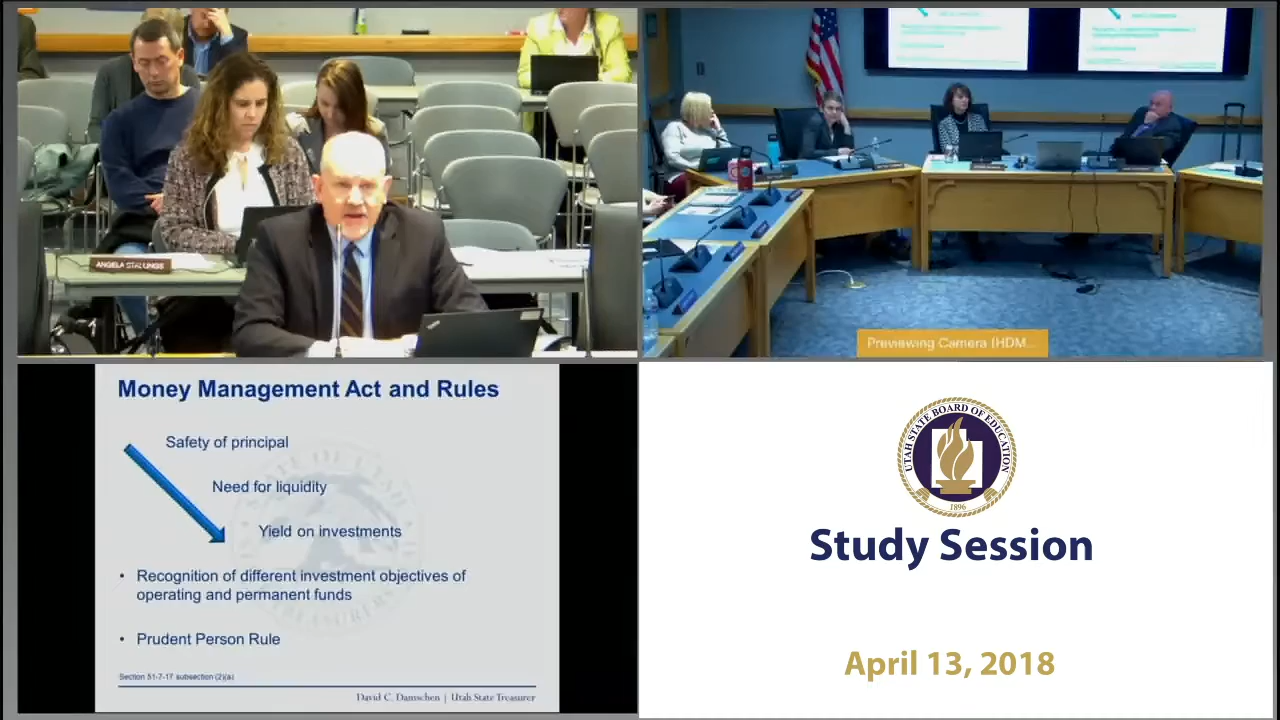 ANGELA STALLINGS
Previewing Camera (HDM...
Money Management Act and Rules
Safety of principal
Need for liquidity
Yield on investments
• Recognition of different investment objectives of
operating and permanent funds
• Prudent Person Rule
Section 51-7-17 subsection (2)(a)
David C. Damschen | Utah State Treasurer
UTAH STATE BOARD OF EDUCATION
1896
Study Session
April 13, 2018